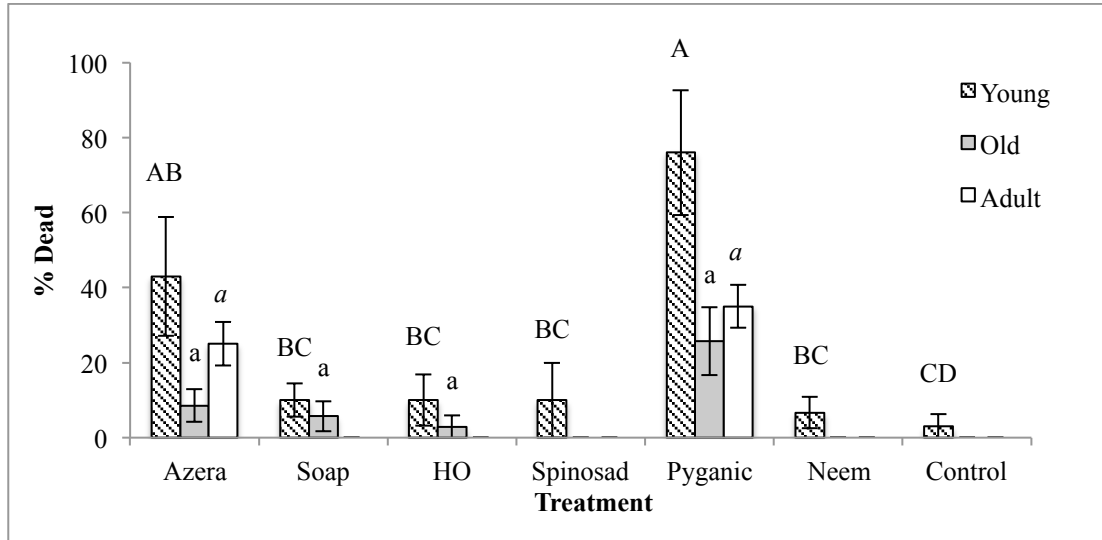 A
100
Young
80
Old
AB
Adult
60
% Dead
a
40
a
a
BC
BC
BC
20
a
a
a
BC
CD
0
Azera Soap HO Spinosad Pyganic Neem Control
Treatment